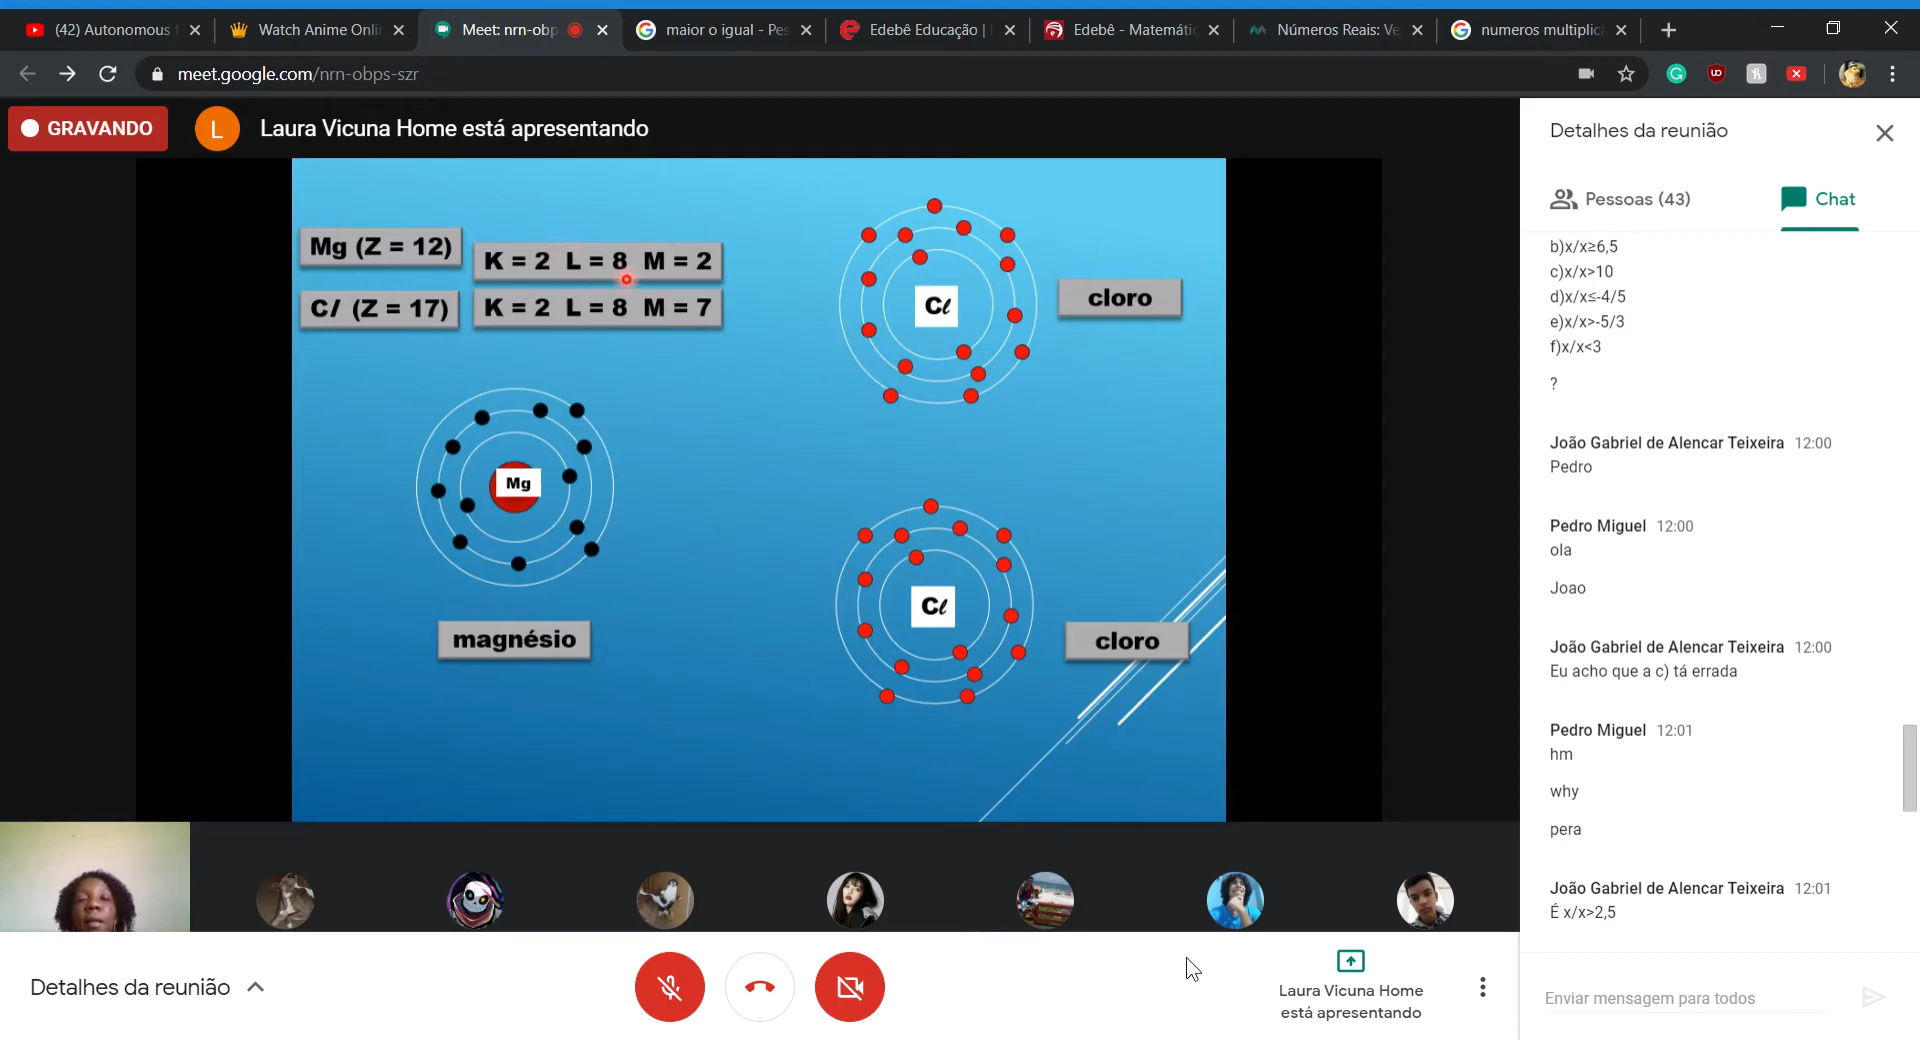 (42) Autonomous
Watch Anime Onli
Meet: nrn-obp
maior o igual - Pes
Edebê Educação |
Edebê - Matemátic
Números Reais: Ve
numeros multiplic
meet.google.com/nrn-obps-szr
GRAVANDO
L
Laura Vicuna Home está apresentando
Mg (Z = 12)
K = 2 L = 8 M = 2
Cl (Z = 17)
K = 2 L = 8 M = 7
Cℓ
cloro
Mg
magnésio
Cℓ
cloro
Detalhes da reunião
Pessoas (43)
Chat
b)x/x≥6,5
c)x/x>10
d)x/x≤-4/5
e)x/x>-5/3
f)x/x<3
?
João Gabriel de Alencar Teixeira 12:00
Pedro
Pedro Miguel 12:00
ola
Joao
João Gabriel de Alencar Teixeira 12:00
Eu acho que a c) tá errada
Pedro Miguel 12:01
hm
why
pera
João Gabriel de Alencar Teixeira 12:01
É x/x>2,5
Enviar mensagem para todos
Detalhes da reunião
Laura Vicuna Home
está apresentando